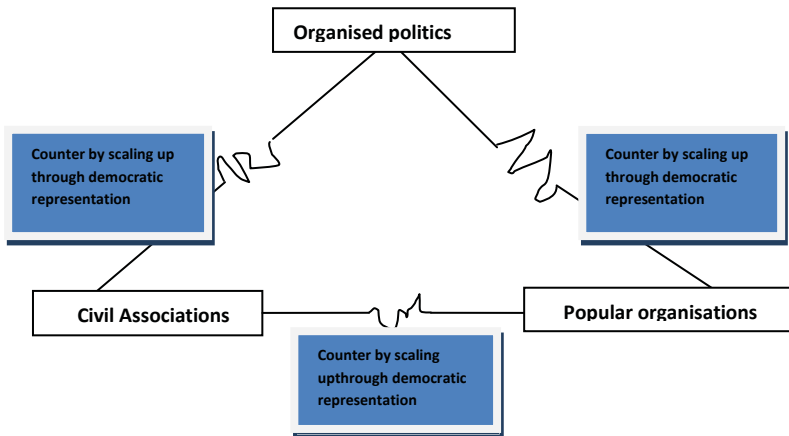 Organised politics
Counter by scaling up
through democratic
representation
Counter by scaling up
through democratic
representation
Civil Associations
Popular organisations
Counter by scaling
upthrough democratic
representation